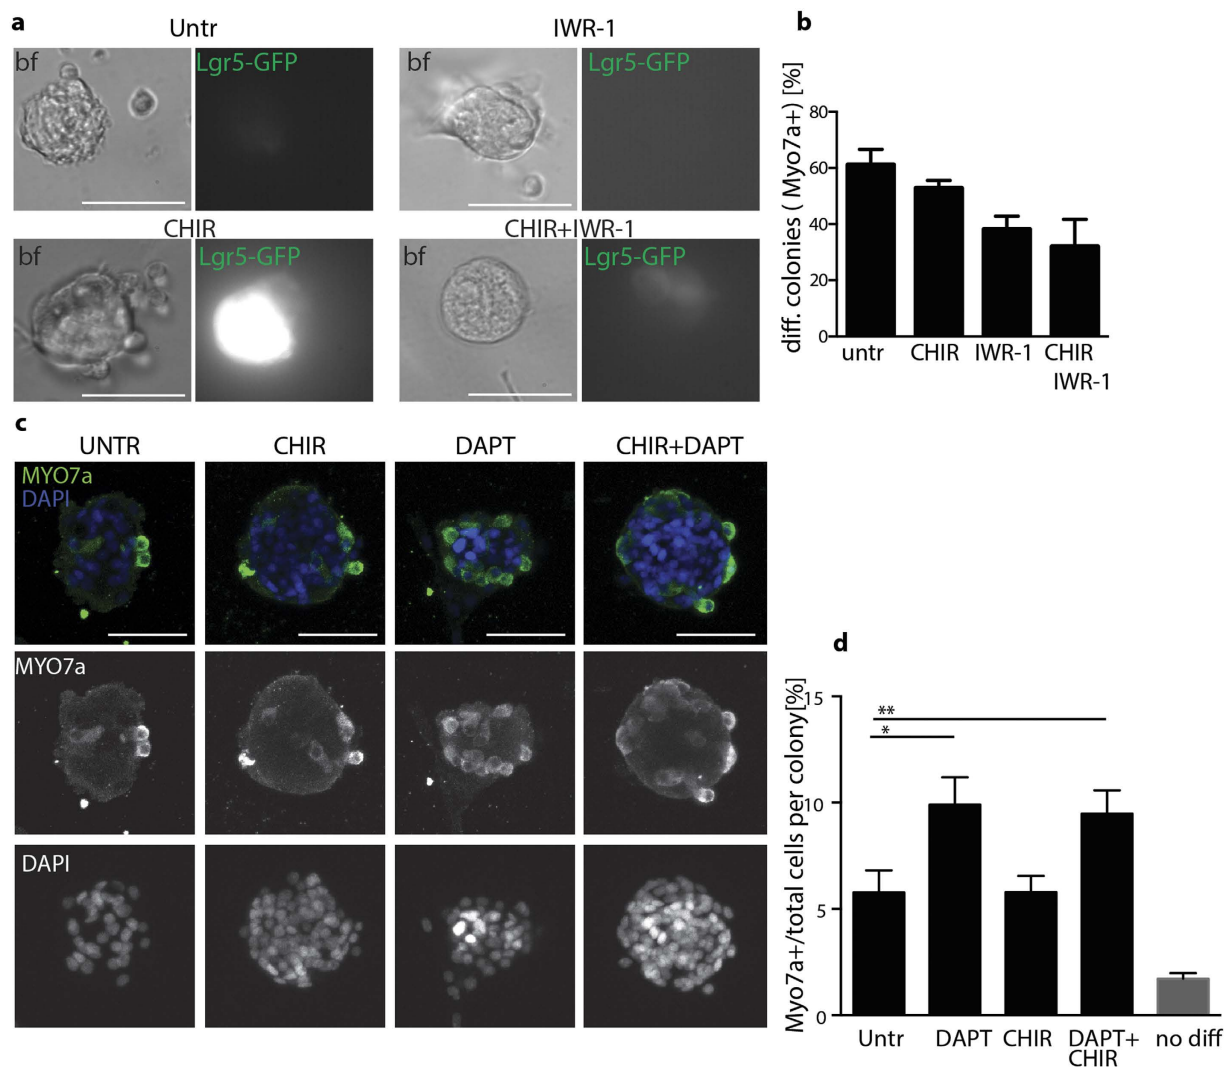 a
Untr
IWR-1
bf
Lgr5-GFP
bf
Lgr5-GFP
CHIR
CHIR+IWR-1
bf
Lgr5-GFP
bf
Lgr5-GFP
b
diff. colonies ( Myo7a+) [%]
80
60
40
20
0
untr
CHIR
IWR-1
CHIR
IWR-1
c
UNTR
CHIR
DAPT
CHIR+DAPT
MYO7a
DAPI
MYO7a
DAPI
d
Myo7a+/total cells per colony[%]
15
10
5
0
**
*
Untr
DAPT
CHIR
DAPT+
CHIR
no diff